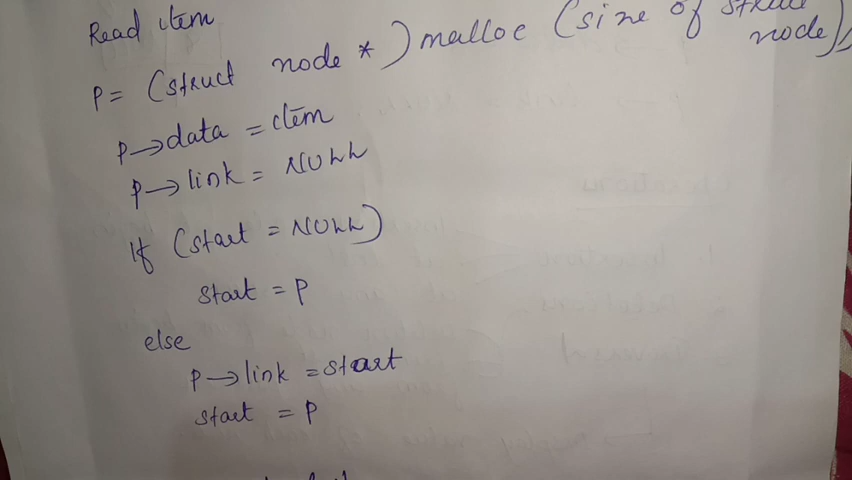 Read item
P = (struct node *) malloc (size of struct
node)
P → data = item
P → link = NULL
If (start = NULL)
start = P
else
P → link = start
start = P